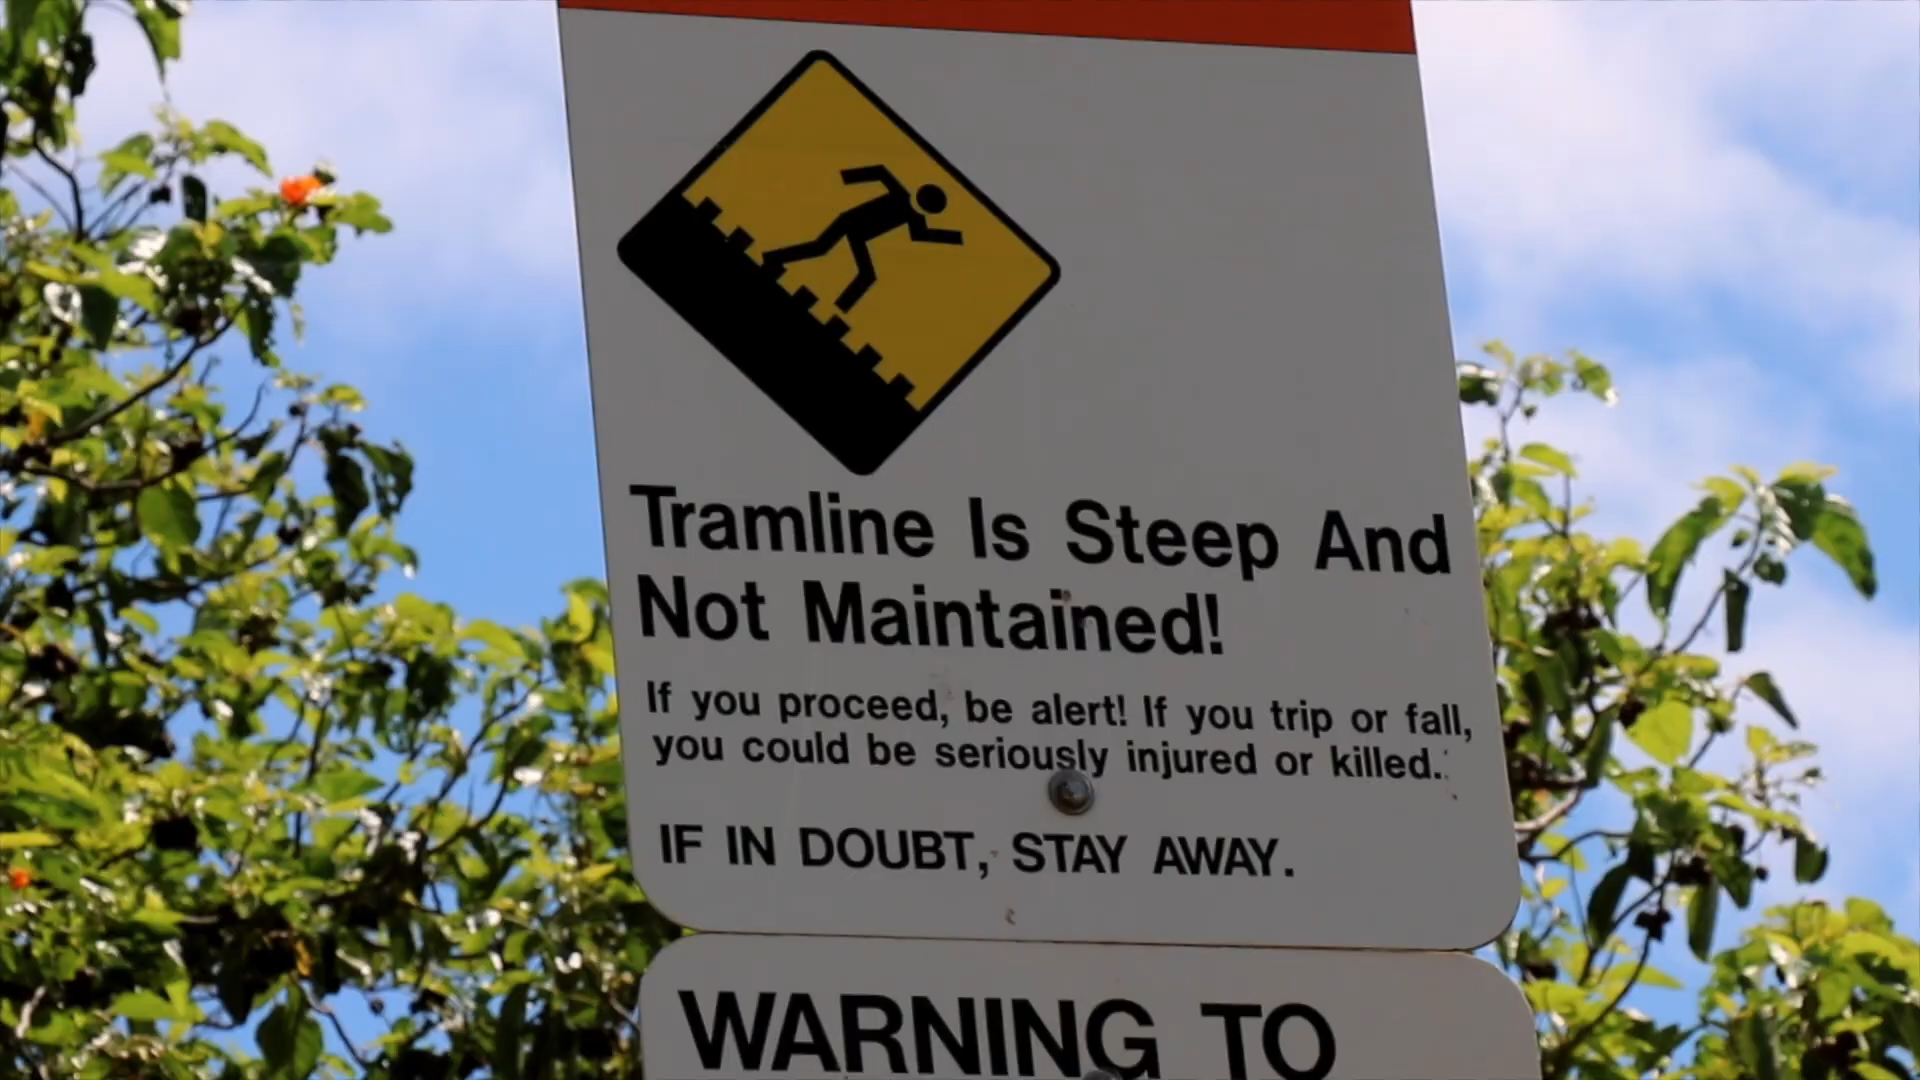 Tramline Is Steep And
Not Maintained!
If you proceed, be alert! If you trip or fall,
you could be seriously injured or killed.
IF IN DOUBT, STAY AWAY.
WARNING TO